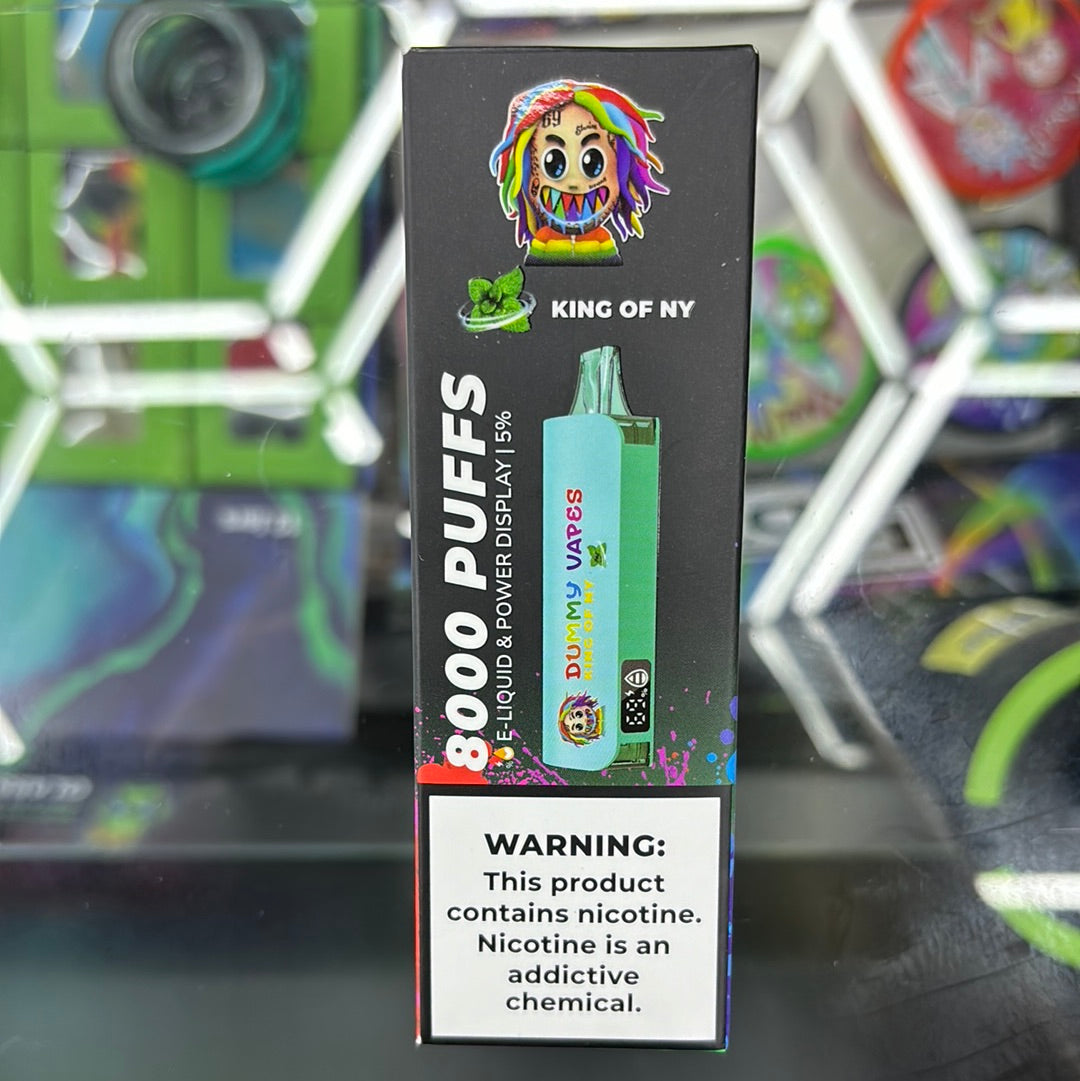 69
KING OF NY
8000 PUFFS
E-LIQUID & POWER DISPLAY | 5%
DUMMY VAPES
KING OF NY
WARNING:
This product
contains nicotine.
Nicotine is an
addictive
chemical.